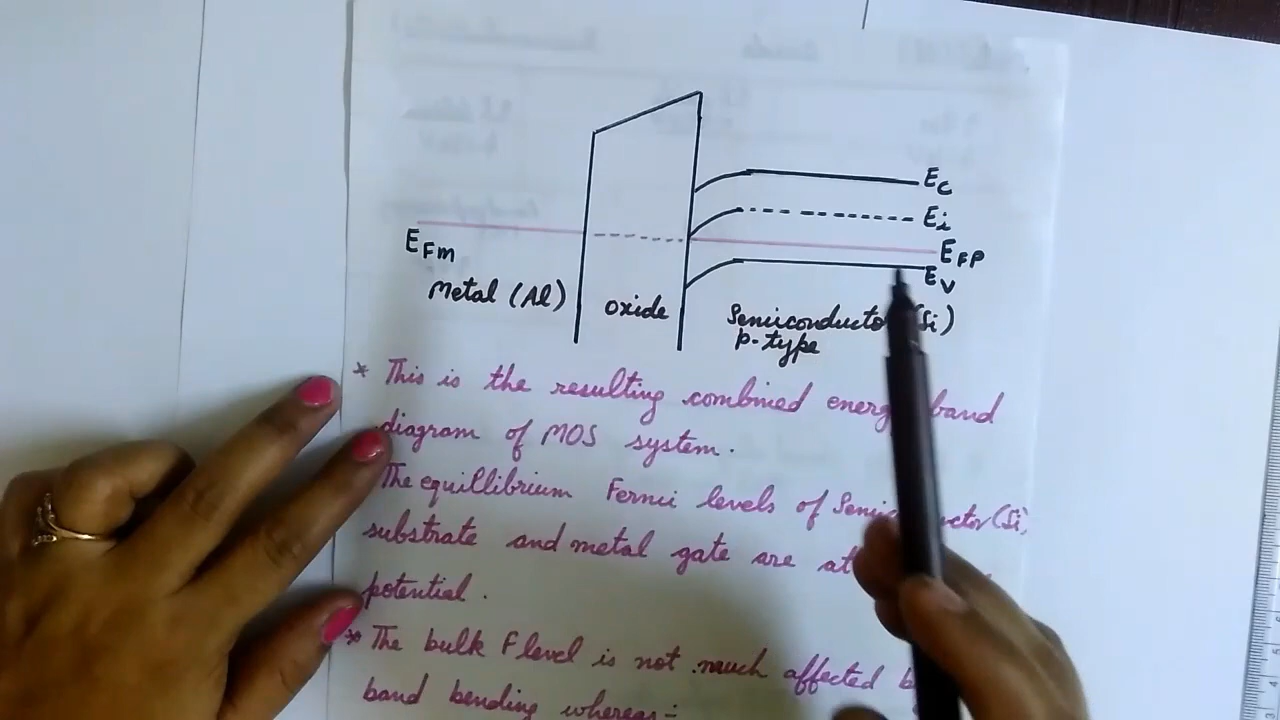 EC
Ei
EFm
EFP
EV
Metal (Al)
oxide
Semiconductor (Si)
p-type
* This is the resulting combined energy band
diagram of MOS system.
The equillibrium Fermi levels of (Si)
substrate and metal gate are at
potential.
* The bulk F level is not much affected
band bending whereas:-